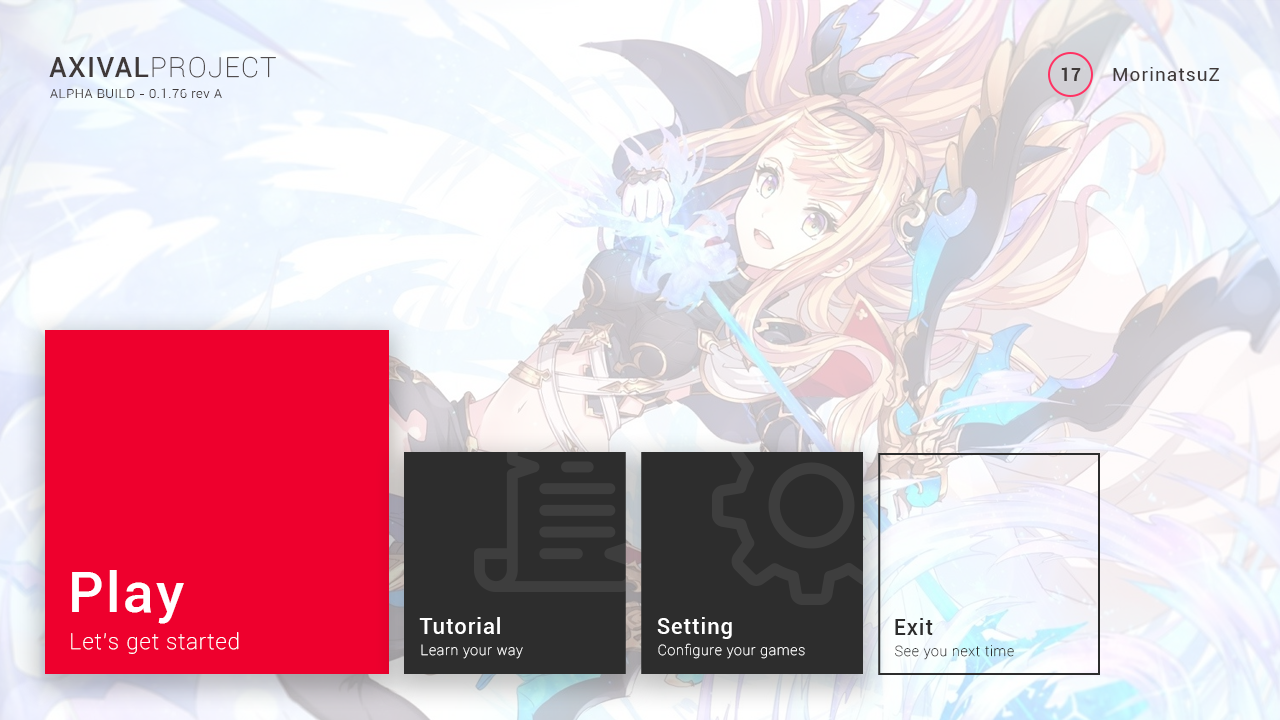 AXIVALPROJECT
ALPHA BUILD - 0.1.76 rev A
17 MorinatsuZ
Play
Let's get started
Tutorial
Learn your way
Setting
Configure your games
Exit
See you next time